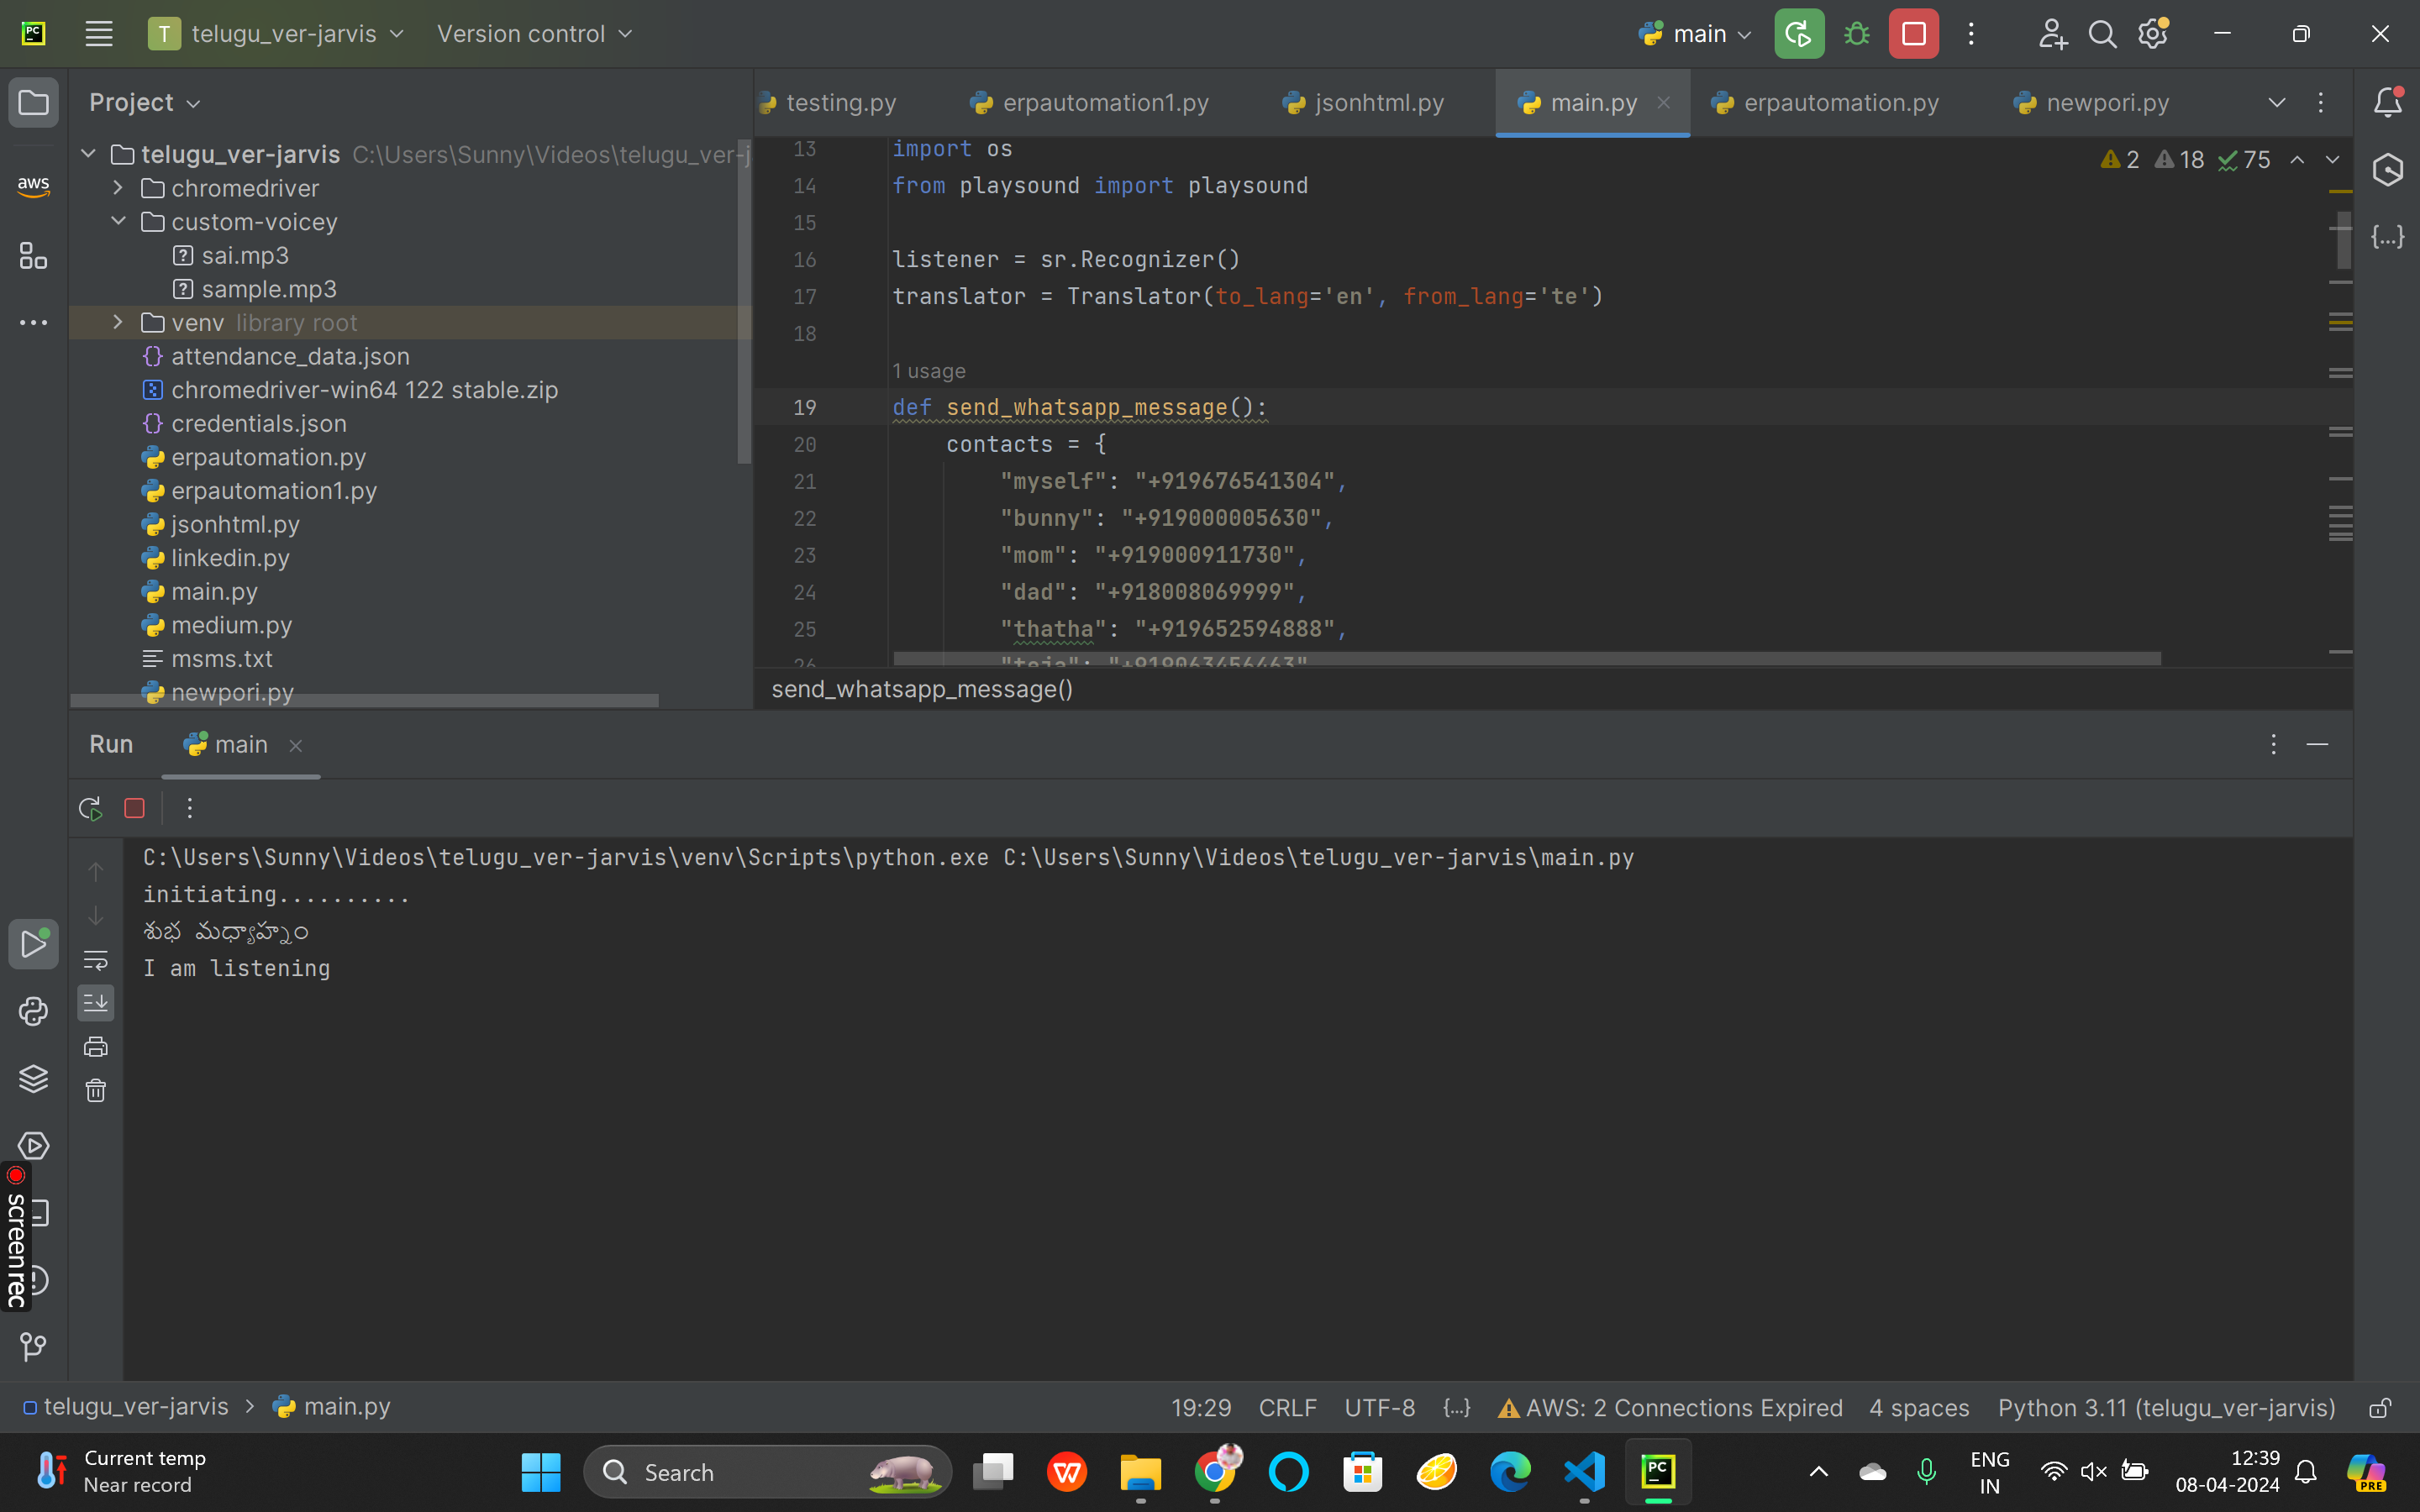 T telugu_ver-jarvis Version control main
Project
testing.py erpautomation1.py jsonhtml.py main.py erpautomation.py newpori.py
telugu_ver-jarvis C:\Users\Sunny\Videos\telugu_ver-j
chromedriver
custom-voicey
sai.mp3
sample.mp3
venv library root
attendance_data.json
chromedriver-win64 122 stable.zip
credentials.json
erpautomation.py
erpautomation1.py
jsonhtml.py
linkedin.py
main.py
medium.py
msms.txt
newpori.py
aws
2 18 75
13 import os
14 from playsound import playsound
15
16 listener = sr.Recognizer()
17 translator = Translator(to_lang='en', from_lang='te')
18
1 usage
19 def send_whatsapp_message():
20 contacts = {
21 "myself": "+919676541304",
22 "bunny": "+919000005630",
23 "mom": "+919000911730",
24 "dad": "+918008069999",
25 "thatha": "+919652594888",
26 "teja": "+919063456463"
send_whatsapp_message()
Run main
C:\Users\Sunny\Videos\telugu_ver-jarvis\venv\Scripts\python.exe C:\Users\Sunny\Videos\telugu_ver-jarvis\main.py
initiating..........
శుభ మధ్యాహ్నం
I am listening
screenrec
telugu_ver-jarvis > main.py 19:29 CRLF UTF-8 {...} AWS: 2 Connections Expired 4 spaces Python 3.11 (telugu_ver-jarvis)
Current temp
Near record
Search
ENG
IN
12:39
08-04-2024
PRE